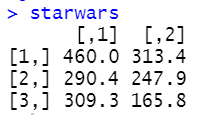 > starwars
[,1] [,2]
[1,] 460.0 313.4
[2,] 290.4 247.9
[3,] 309.3 165.8